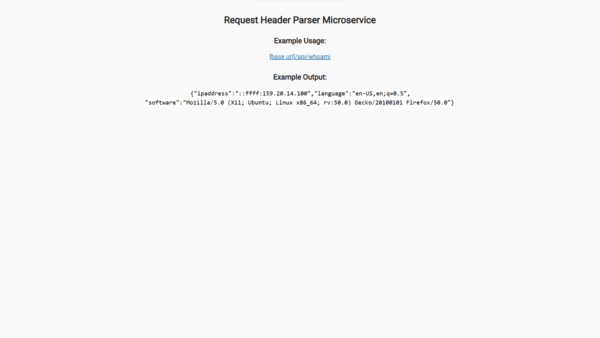 Request Header Parser Microservice
Example Usage:
[base url]/api/whoami
Example Output:
{"ipaddress":"::ffff:159.20.14.100","language":"en-US,en;q=0.5",
"software":"Mozilla/5.0 (X11; Ubuntu; Linux x86_64; rv:50.0) Gecko/20100101 Firefox/50.0"}